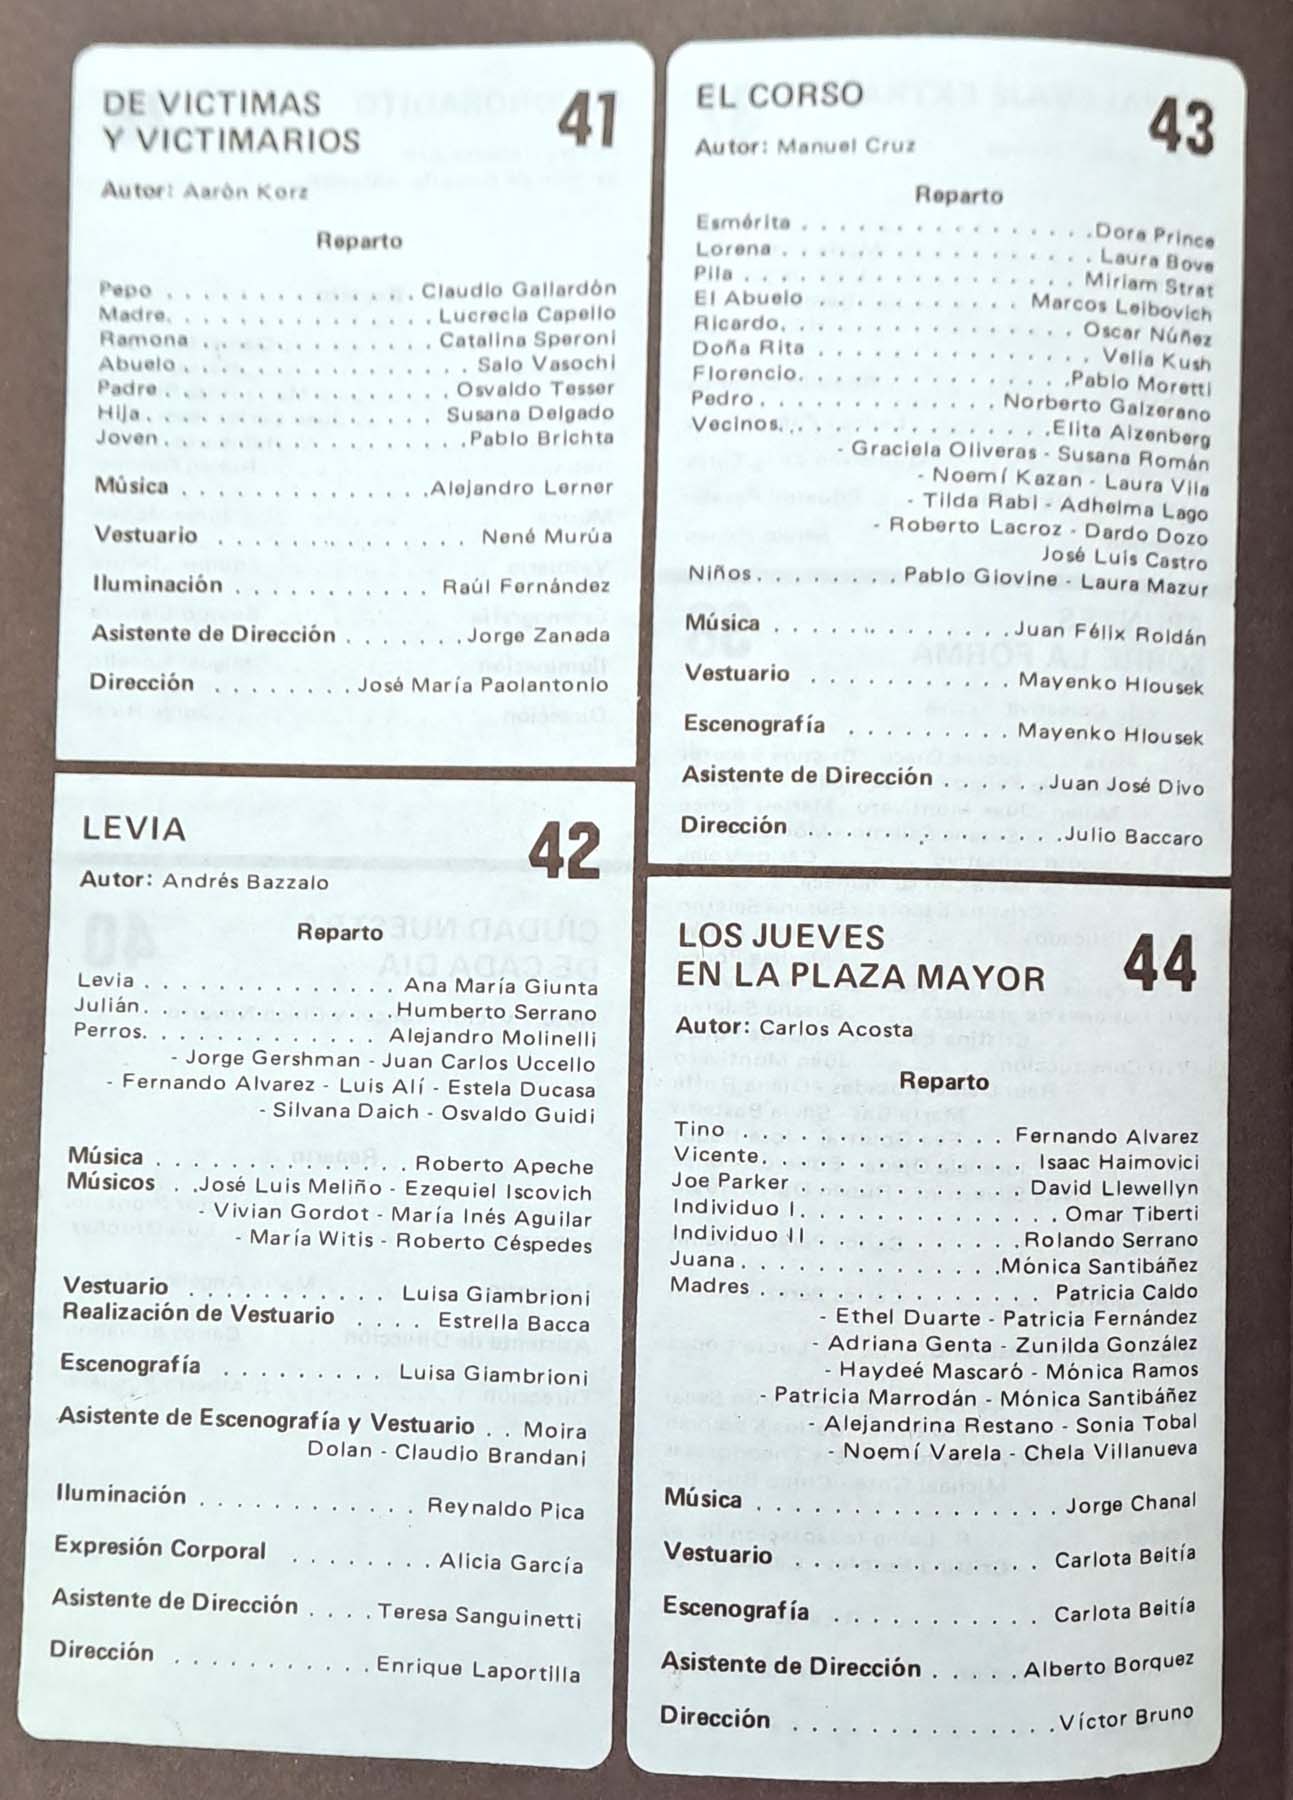 DE VICTIMAS
Y VICTIMARIOS
41
Autor: Aarón Korz
Reparto
Pepo . . . . . . . . . . . . . Claudio Gallardón
Madre. . . . . . . . . . . . . . Lucrecia Capello
Ramona . . . . . . . . . . . . Catalina Speroni
Abuelo . . . . . . . . . . . . . . . Salo Vasochi
Padre . . . . . . . . . . . . . . Osvaldo Tesser
Hija . . . . . . . . . . . . . . . Susana Delgado
Joven . . . . . . . . . . . . . . . Pablo Brichta
Música . . . . . . . . . . . . . Alejandro Lerner
Vestuario . . . . . . . . . . . . . Nené Murúa
Iluminación . . . . . . . . . . Raúl Fernández
Asistente de Dirección . . . . . . . Jorge Zanada
Dirección . . . . . . . . José María Paolantonio
LEVIA
42
Autor: Andrés Bazzalo
Reparto
Levia . . . . . . . . . . . . . . Ana María Giunta
Julián. . . . . . . . . . . . . .Humberto Serrano
Perros. . . . . . . . . . . . . Alejandro Molinelli
- Jorge Gershman - Juan Carlos Uccello
- Fernando Alvarez - Luis Alí - Estela Ducasa
- Silvana Daich - Osvaldo Guidi
Música . . . . . . . . . . . . . Roberto Apeche
Músicos . .José Luis Meliño - Ezequiel Iscovich
- Vivian Gordot - María Inés Aguilar
- María Witis - Roberto Céspedes
Vestuario . . . . . . . . . . . Luisa Giambrioni
Realización de Vestuario . . . . Estrella Bacca
Escenografía . . . . . . . . . . Luisa Giambrioni
Asistente de Escenografía y Vestuario . . Moira
Dolan - Claudio Brandani
Iluminación . . . . . . . . . . . . Reynaldo Pica
Expresión Corporal . . . . . . . . Alicia García
Asistente de Dirección . . . . Teresa Sanguinetti
Dirección . . . . . . . . . . . Enrique Laportilla
EL CORSO
43
Autor: Manuel Cruz
Reparto
Esmérita . . . . . . . . . . . . . . . .Dora Prince
Lorena . . . . . . . . . . . . . . . . . Laura Bove
Pila . . . . . . . . . . . . . . . . . . Miriam Strat
El Abuelo . . . . . . . . . . . Marcos Leibovich
Ricardo. . . . . . . . . . . . . . . . Oscar Núñez
Doña Rita . . . . . . . . . . . . . . . Velia Kush
Florencio. . . . . . . . . . . . . . .Pablo Moretti
Pedro . . . . . . . . . . . . . Norberto Galzerano
Vecinos. . . . . . . . . . . . . . .Elita Aizenberg
- Graciela Oliveras - Susana Román
- Noemí Kazan - Laura Vila
- Tilda Rabi - Adhelma Lago
- Roberto Lacroz - Dardo Dozo
José Luis Castro
Niños. . . . . . . . Pablo Giovine - Laura Mazur
Música . . . . . . . . . . . . . Juan Félix Roldán
Vestuario . . . . . . . . . . . Mayenko Hlousek
Escenografía . . . . . . . . . Mayenko Hlousek
Asistente de Dirección . . . . . . Juan José Divo
Dirección . . . . . . . . . . . . . .Julio Baccaro
LOS JUEVES
EN LA PLAZA MAYOR
44
Autor: Carlos Acosta
Reparto
Tino . . . . . . . . . . . . . . Fernando Alvarez
Vicente. . . . . . . . . . . . . . Isaac Haimovici
Joe Parker . . . . . . . . . . . David Llewellyn
Individuo I. . . . . . . . . . . . . . Omar Tiberti
Individuo II . . . . . . . . . . .Rolando Serrano
Juana. . . . . . . . . . . . . .Mónica Santibáñez
Madres . . . . . . . . . . . . . . . Patricia Caldo
- Ethel Duarte - Patricia Fernández
- Adriana Genta - Zunilda González
- Haydeé Mascaró - Mónica Ramos
- Patricia Marrodán - Mónica Santibáñez
- Alejandrina Restano - Sonia Tobal
- Noemí Varela - Chela Villanueva
Música . . . . . . . . . . . . . . . . Jorge Chanal
Vestuario . . . . . . . . . . . . . Carlota Beitía
Escenografía . . . . . . . . . . . Carlota Beitía
Asistente de Dirección . . . . . Alberto Borquez
Dirección . . . . . . . . . . . . . .Víctor Bruno